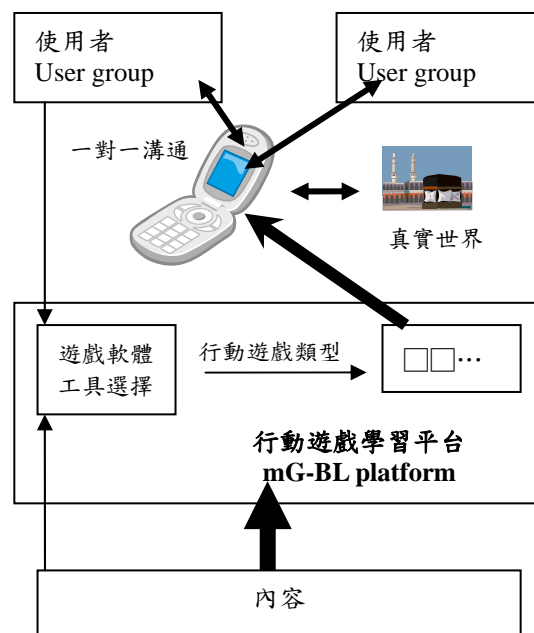 使用者
User group
使用者
User group
一對一溝通
真實世界
遊戲軟體
工具選擇
行動遊戲類型
□□…
行動遊戲學習平台
mG-BL platform
內容